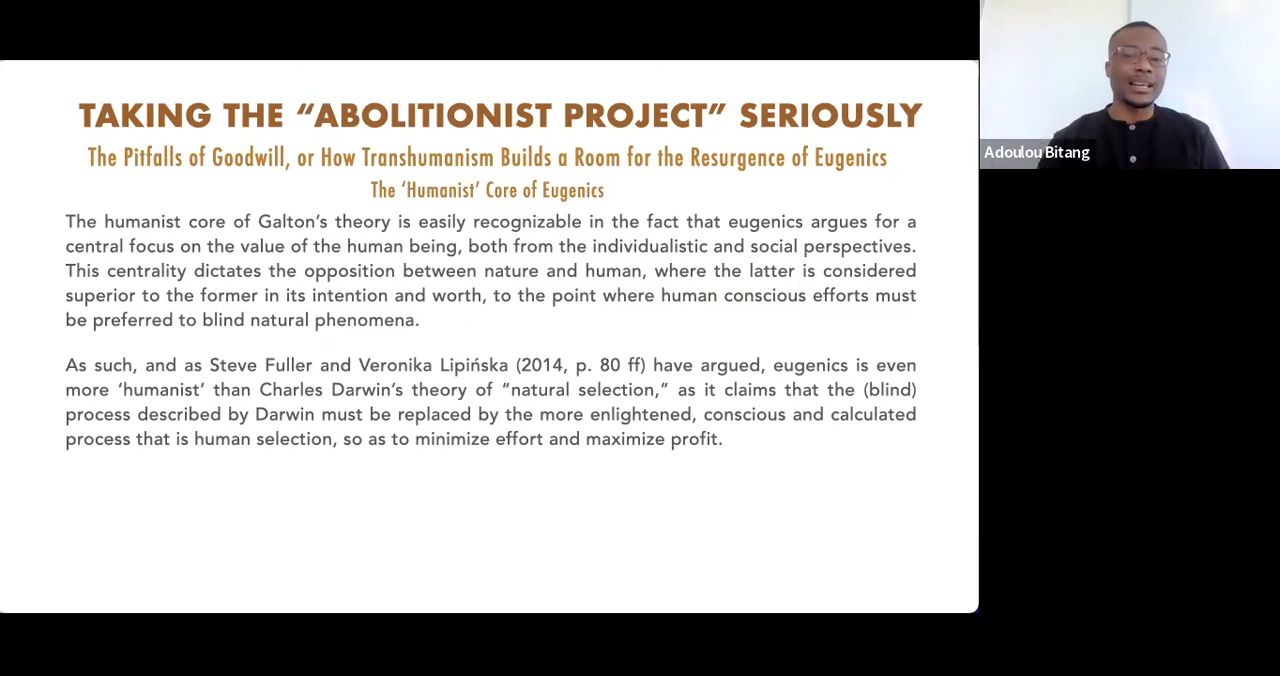 TAKING THE “ABOLITIONIST PROJECT” SERIOUSLY
The Pitfalls of Goodwill, or How Transhumanism Builds a Room for the Resurgence of Eugenics
The ‘Humanist’ Core of Eugenics
The humanist core of Galton’s theory is easily recognizable in the fact that eugenics argues for a
central focus on the value of the human being, both from the individualistic and social perspectives.
This centrality dictates the opposition between nature and human, where the latter is considered
superior to the former in its intention and worth, to the point where human conscious efforts must
be preferred to blind natural phenomena.
As such, and as Steve Fuller and Veronika Lipińska (2014, p. 80 ff) have argued, eugenics is even
more ‘humanist’ than Charles Darwin’s theory of “natural selection,” as it claims that the (blind)
process described by Darwin must be replaced by the more enlightened, conscious and calculated
process that is human selection, so as to minimize effort and maximize profit.
Adoulou Bitang